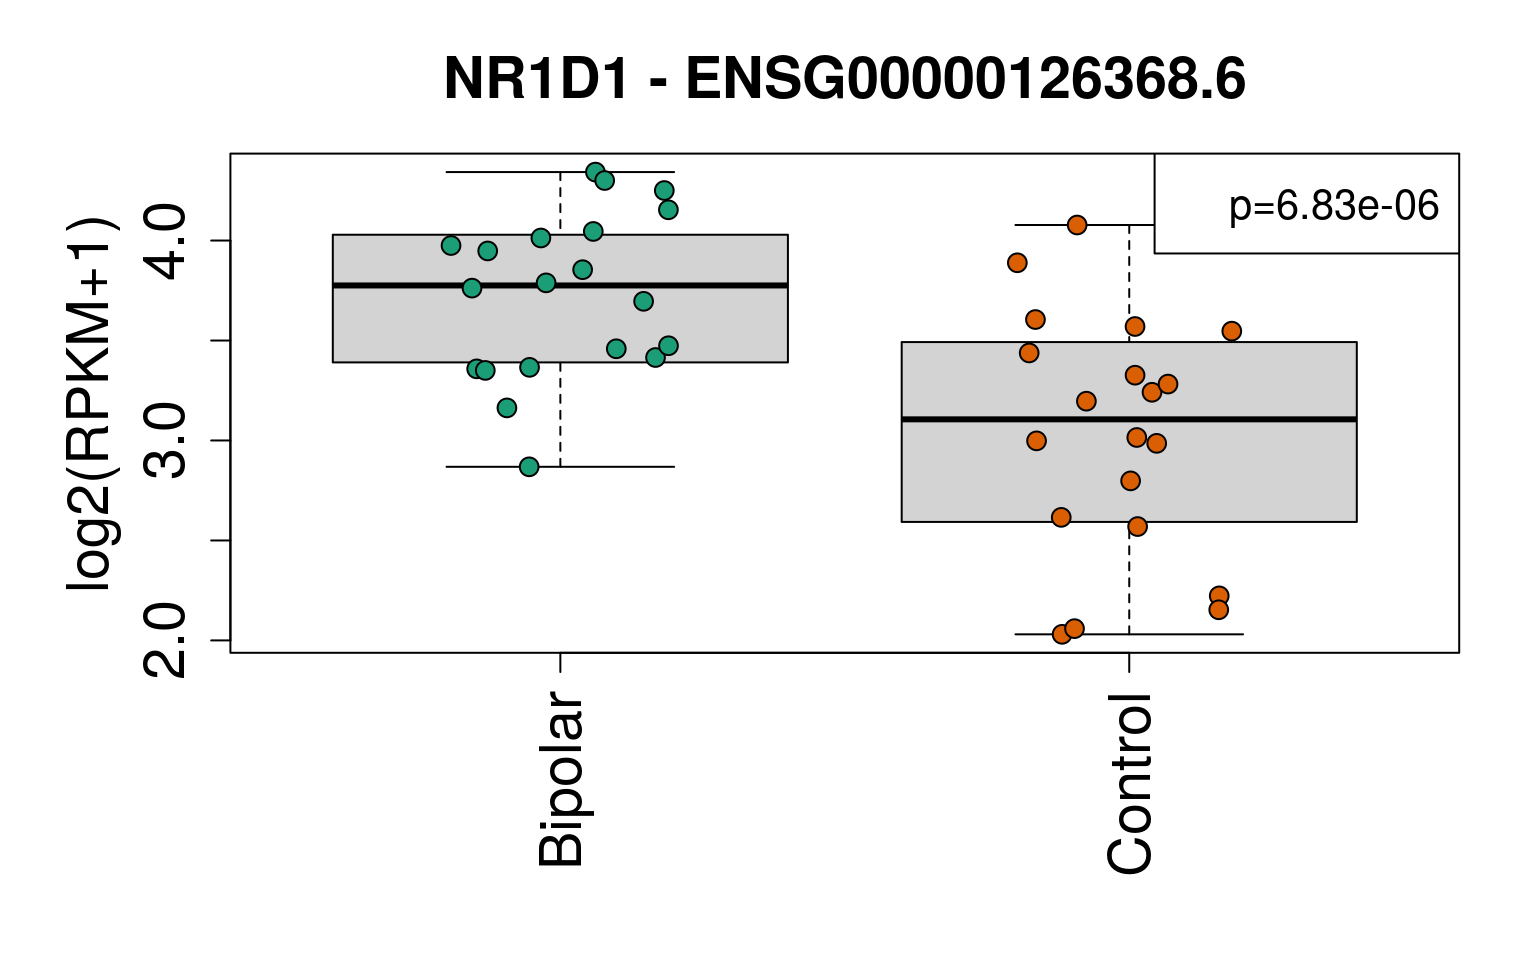 NR1D1 - ENSG00000126368.6
p=6.83e-06
log2(RPKM+1)
4.0
3.0
2.0
Bipolar
Control